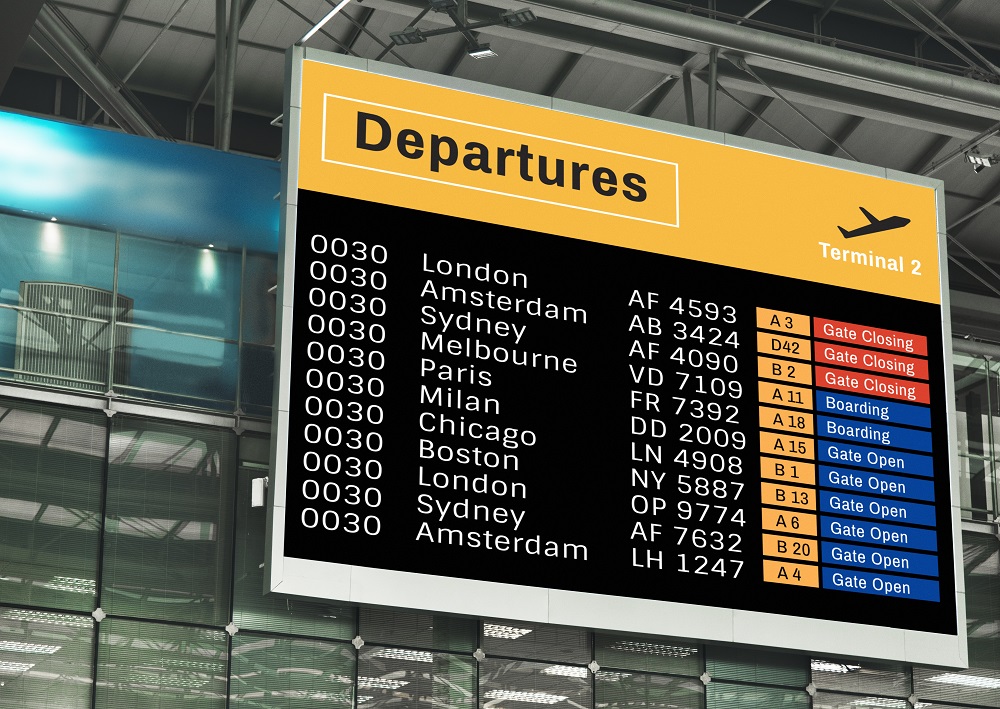 Departures
Terminal 2
0030 London AF 4593 A 3 Gate Closing
0030 Amsterdam AB 3424 D42 Gate Closing
0030 Sydney AF 4090 B 2 Gate Closing
0030 Melbourne VD 7109 A 11 Boarding
0030 Paris FR 7392 A 18 Boarding
0030 Milan DD 2009 A 15 Gate Open
0030 Chicago LN 4908 B 1 Gate Open
0030 Boston NY 5887 B 13 Gate Open
0030 London OP 9774 A 6 Gate Open
0030 Sydney AF 7632 B 20 Gate Open
0030 Amsterdam LH 1247 A 4 Gate Open